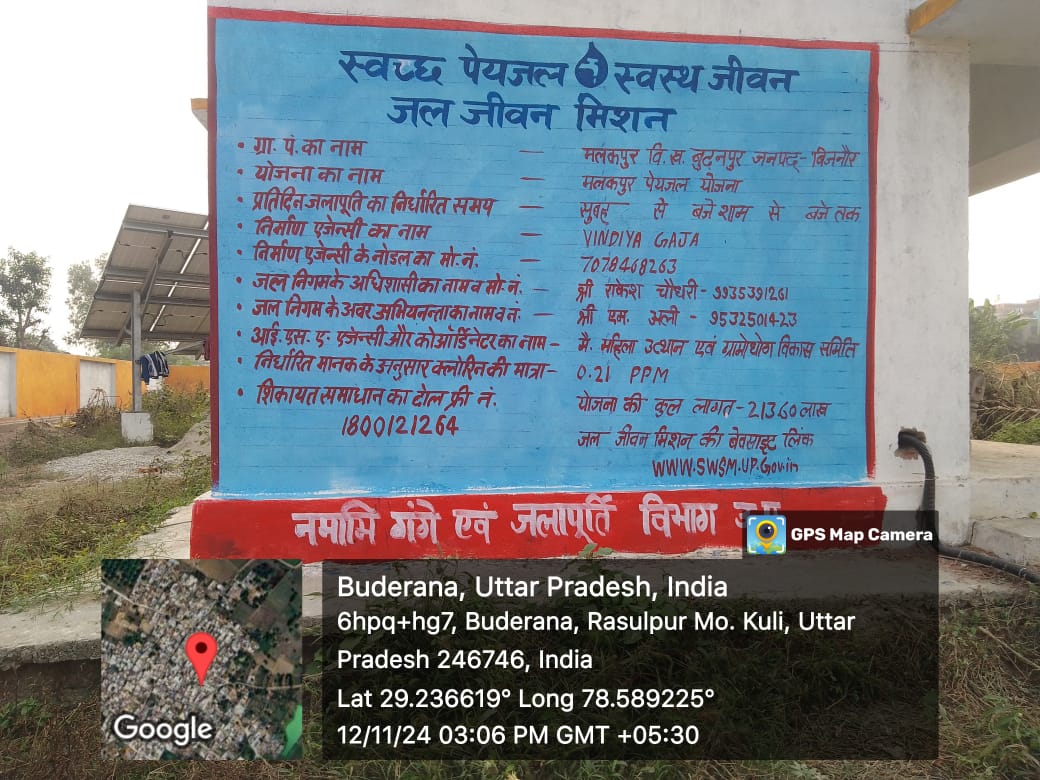 स्वच्छ पेयजल स्वस्थ जीवन
जल जीवन मिशन
• ग्रा. पं. का नाम — मलकपुर वि.ख. बुढ़नपुर जनपद- बिजनौर
• योजना का नाम — मलकपुर पेयजल योजना
• प्रतिदिन जलापूर्ति का निर्धारित समय — सुबह से बजे शाम से बजे तक
• निर्माण एजेन्सी का नाम — VINDIYA GAJA
• निर्माण एजेन्सी के नोडल का मो. नं. — 7078468263
• जल निगम के अधिशासी का नाम व मो. नं. — श्री राकेश चौधरी- 9935391261
• जल निगम के अवर अभियन्नता का नाम व नं. — श्री एम. अली - 9532501423
• आई. एस. ए. एजेन्सी और कोऑर्डिनेटर का नाम — मै. महिला उत्थान एवं ग्रामोद्योग विकास समिति
• निर्धारित मानक के अनुसार क्लोरिन की मात्रा — 0.21 PPM
• शिकायत समाधान का टोल फ्री नं. योजना की कुल लागत - 213.60 लाख
1800121264 जल जीवन मिशन की बेवसाइट लिंक
WWW.SWSM.UP.Gov.in
नमामि गंगे एवं जलापूर्ति विभाग
GPS Map Camera
Buderana, Uttar Pradesh, India
6hpq+hg7, Buderana, Rasulpur Mo. Kuli, Uttar
Pradesh 246746, India
Lat 29.236619° Long 78.589225°
12/11/24 03:06 PM GMT +05:30
Google